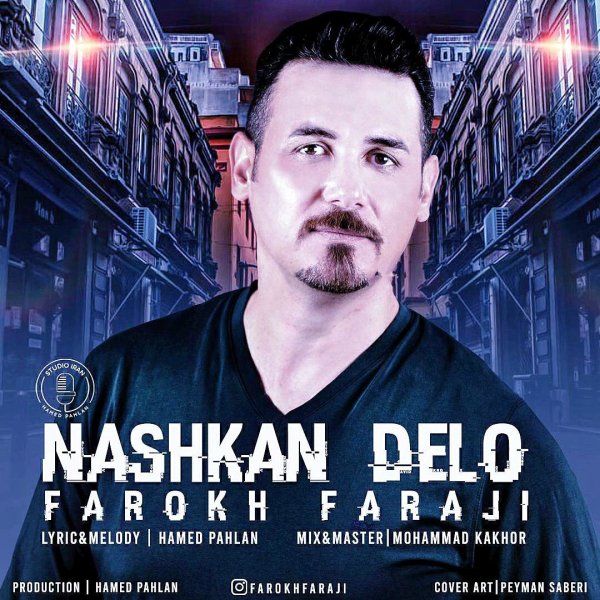 STUDIO IRAN
HAMED PAHLAN
NASHKAN DELO
FAROKH FARAJI
LYRIC&MELODY | HAMED PAHLAN MIX&MASTER|MOHAMMAD KAKHOR
PRODUCTION | HAMED PAHLAN FAROKHFARAJI COVER ART|PEYMAN SABERI